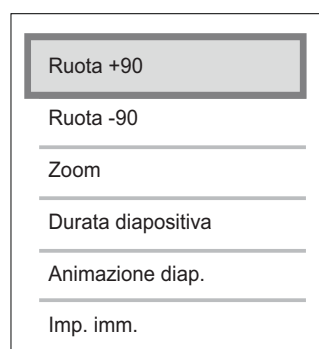 Ruota +90
Ruota -90
Zoom
Durata diapositiva
Animazione diap.
Imp. imm.